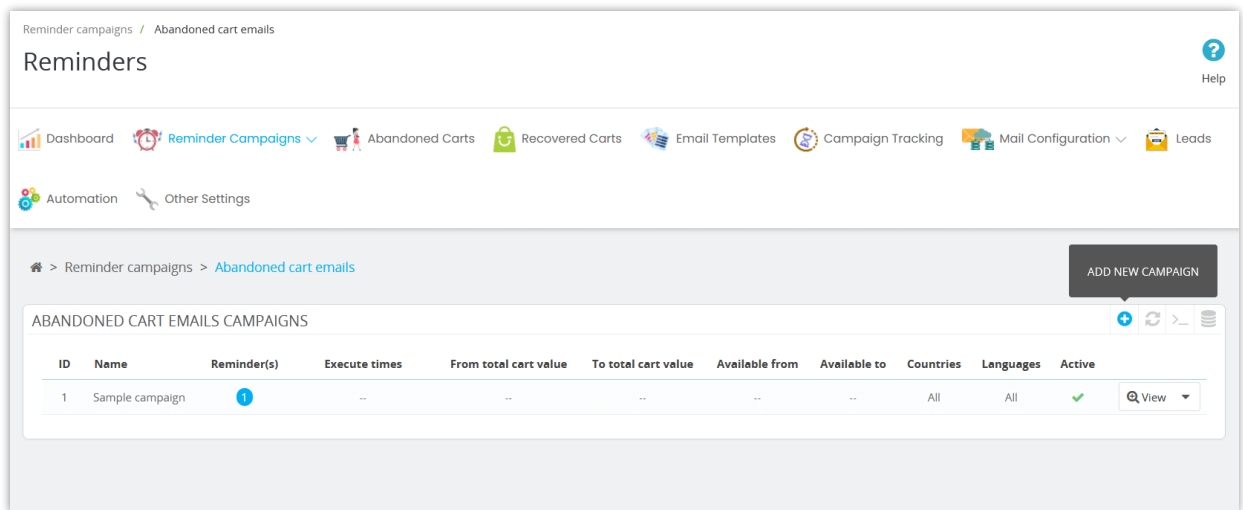 Reminder campaigns / Abandoned cart emails
Reminders
Help
Dashboard Reminder Campaigns Abandoned Carts Recovered Carts Email Templates Campaign Tracking Mail Configuration Leads
Automation Other Settings
> Reminder campaigns > Abandoned cart emails
ADD NEW CAMPAIGN
ABANDONED CART EMAILS CAMPAIGNS
ID Name Reminder(s) Execute times From total cart value To total cart value Available from Available to Countries Languages Active
1 Sample campaign 1 -- -- -- -- -- All All View